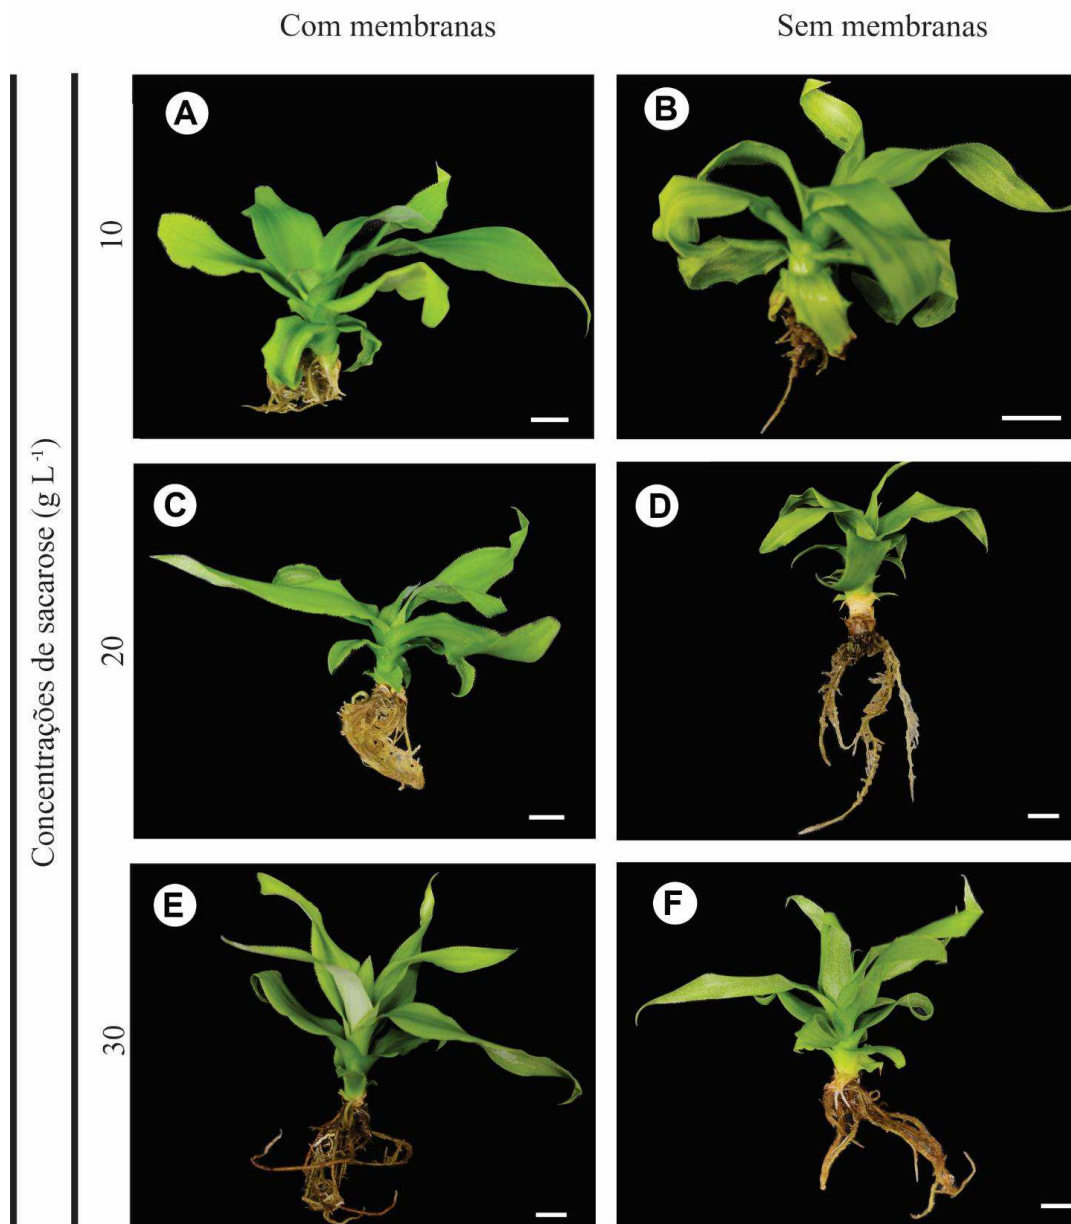 Com membranas
Sem membranas
Concentrações de sacarose (g L⁻¹)
10
A
B
20
C
D
30
E
F